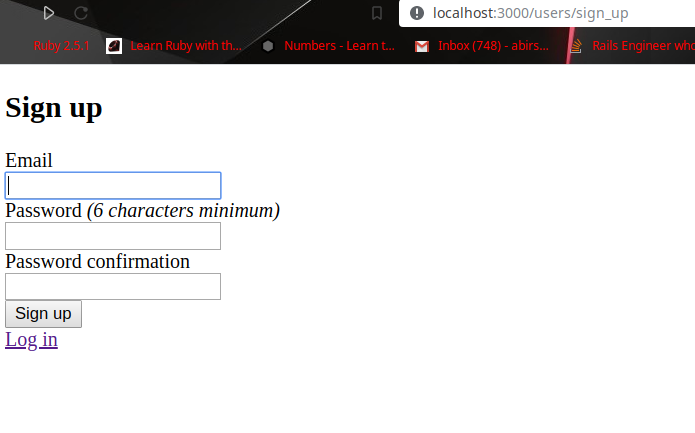 localhost:3000/users/sign_up
Ruby 2.5.1 Learn Ruby with th... Numbers - Learn t... Inbox (748) - abirs... Rails Engineer who
Sign up
Email
Password (6 characters minimum)
Password confirmation
Sign up
Log in